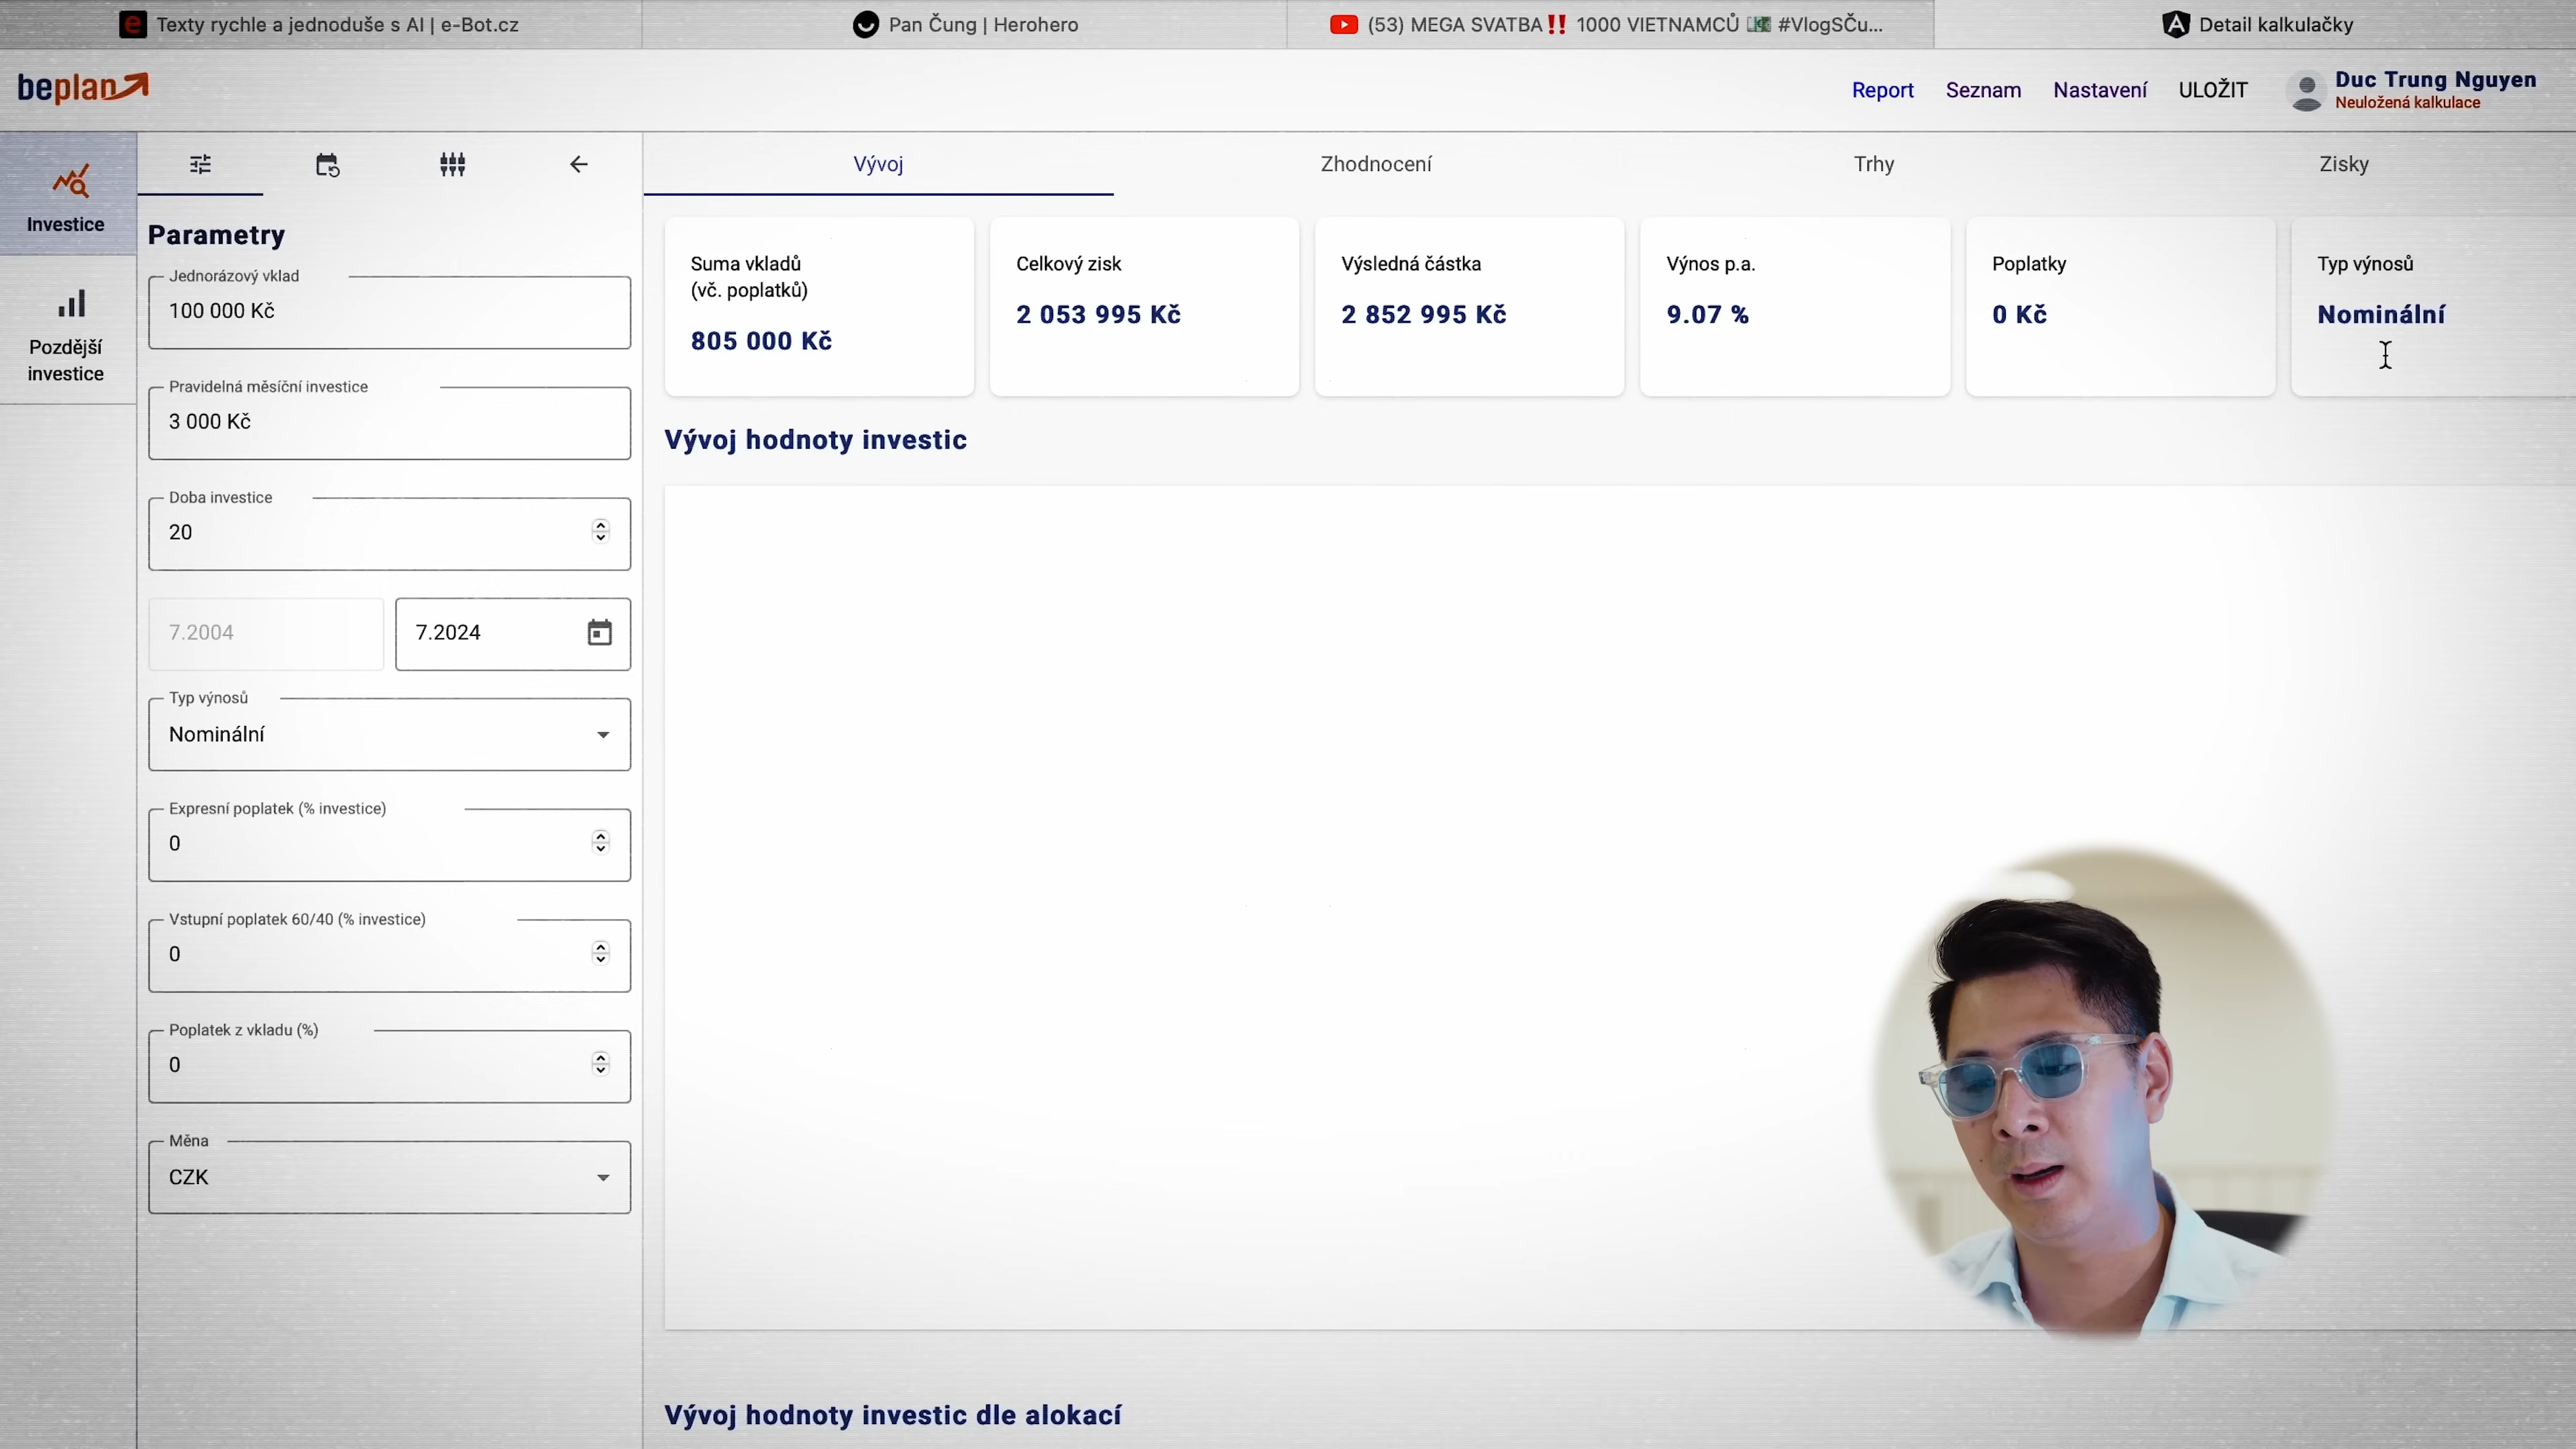 Texty rychle a jednoduše s AI | e-Bot.cz
Pan Čung | Herohero
(53) MEGA SVATBA‼️ 1000 VIETNAMCŮ 💵 #VlogSČu...
Detail kalkulačky
beplan
Report
Seznam
Nastavení
ULOŽIT
Duc Trung Nguyen
Neuložená kalkulace
Investice
Pozdější
investice
Parametry
Jednorázový vklad
100 000 Kč
Pravidelná měsíční investice
3 000 Kč
Doba investice
20
7.2004
7.2024
Typ výnosů
Nominální
Expresní poplatek (% investice)
0
Vstupní poplatek 60/40 (% investice)
0
Poplatek z vkladu (%)
0
Měna
CZK
Vývoj
Zhodnocení
Trhy
Zisky
Suma vkladů
(vč. poplatků)
805 000 Kč
Celkový zisk
2 053 995 Kč
Výsledná částka
2 852 995 Kč
Výnos p.a.
9.07 %
Poplatky
0 Kč
Typ výnosů
Nominální
Vývoj hodnoty investic
Vývoj hodnoty investic dle alokací